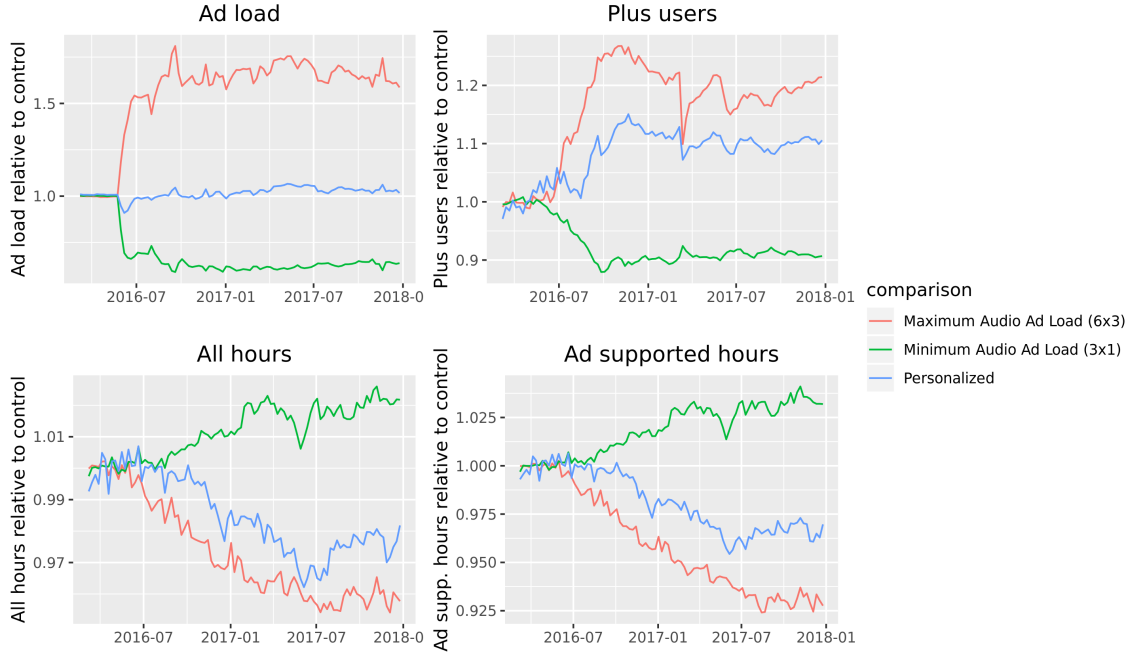 Ad load
Ad load relative to control
1.5
1.0
2016-07 2017-01 2017-07 2018-0
Plus users
Plus users relative to control
1.2
1.1
1.0
0.9
2016-07 2017-01 2017-07 2018-01
All hours
All hours relative to control
1.01
0.99
0.97
2016-07 2017-01 2017-07 2018-0
Ad supported hours
Ad supp. hours relative to control
1.025
1.000
0.975
0.950
0.925
2016-07 2017-01 2017-07 2018-01
comparison
Maximum Audio Ad Load (6x3)
Minimum Audio Ad Load (3x1)
Personalized